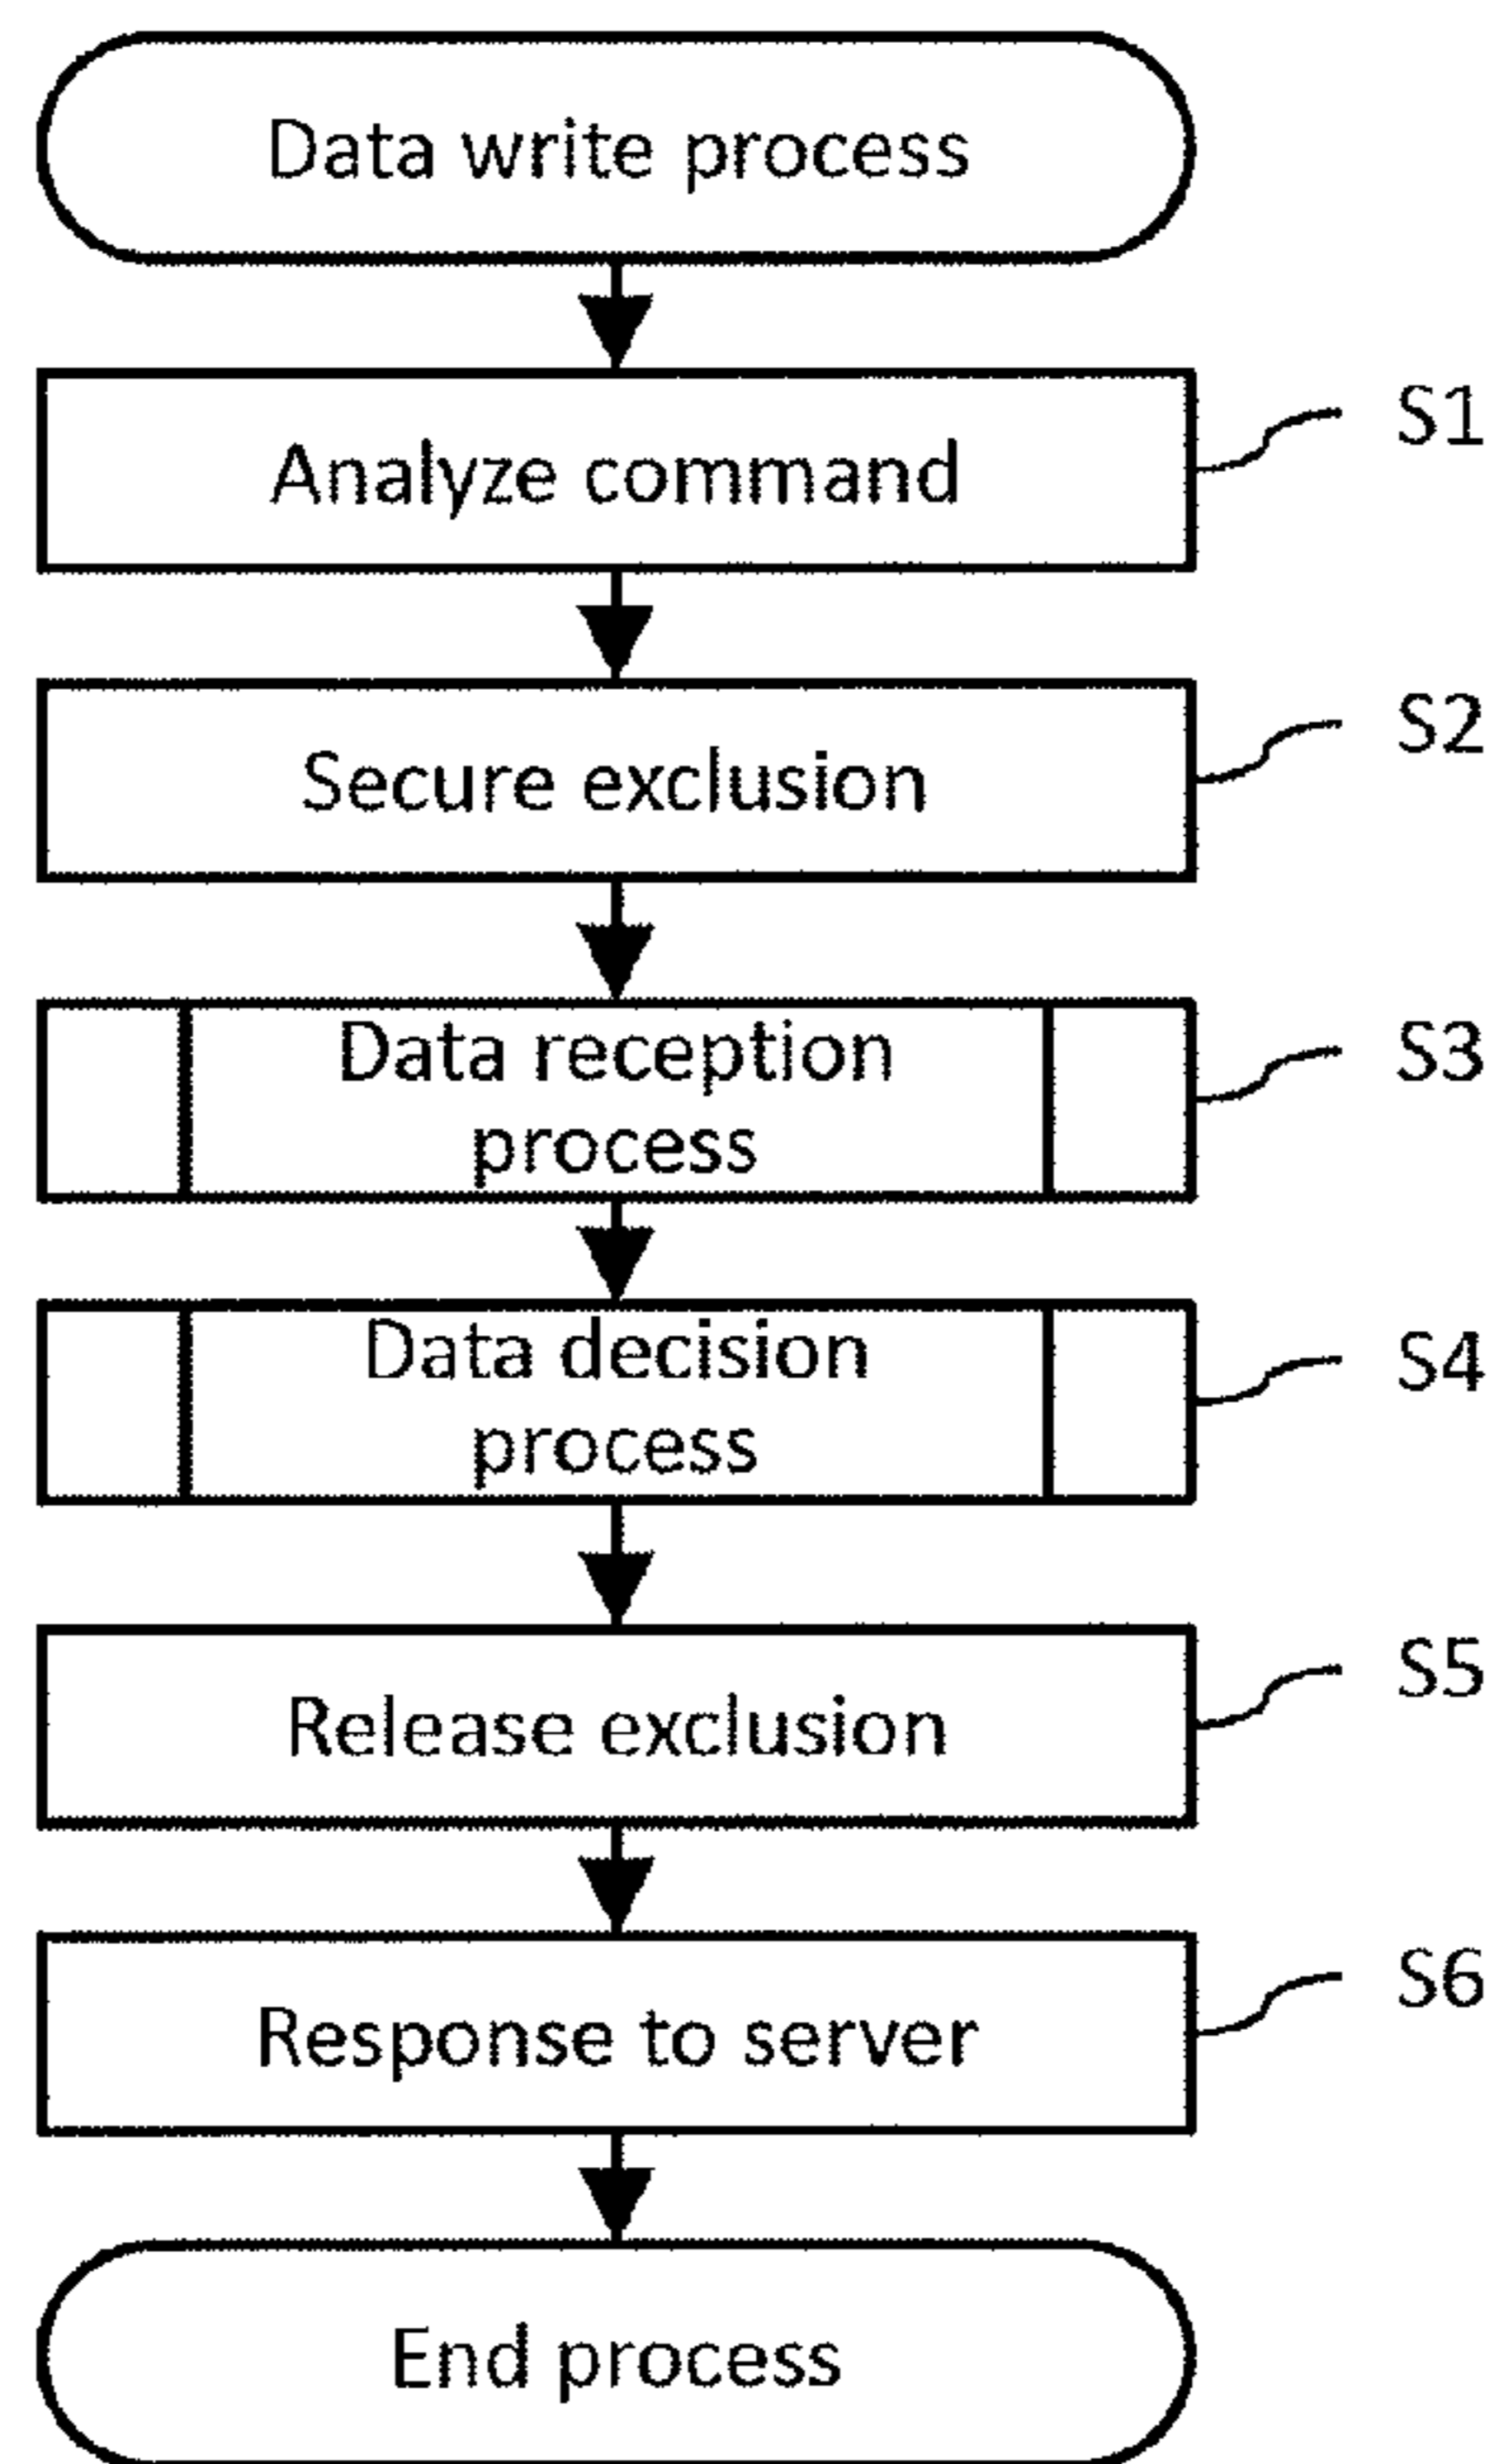 Data write process
Analyze command
S1
Secure exclusion
S2
Data reception
process
S3
Data decision
process
S4
Release exclusion
S5
Response to server
S6
End process